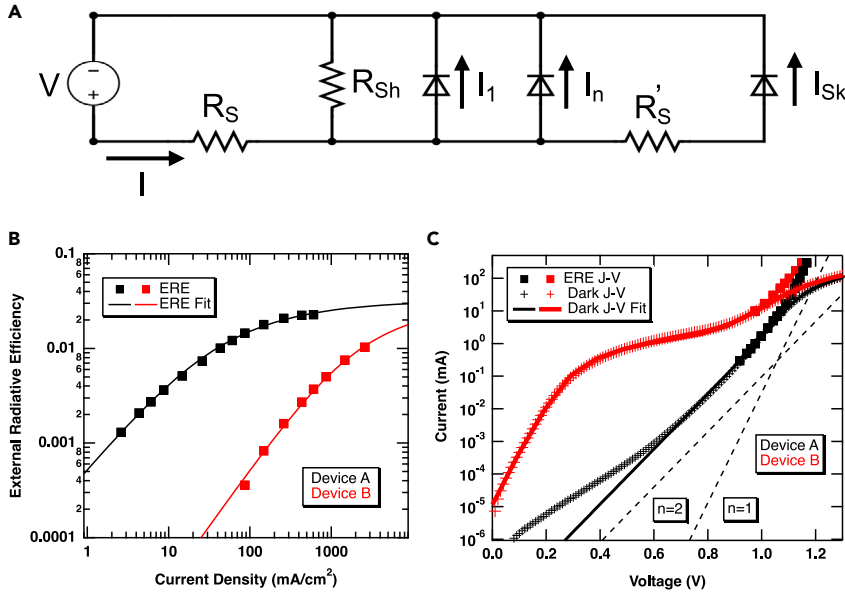 A
V
-
+
R_S
I
R_Sh
I_1
I_n
R_S'
I_Sk
B
External Radiative Efficiency
0.1
8
6
4
2
0.01
8
6
4
2
0.001
8
6
4
2
0.0001
1
10
100
1000
Current Density (mA/cm²)
ERE
ERE Fit
Device A
Device B
C
Current (mA)
10²
10¹
10⁰
10⁻¹
10⁻²
10⁻³
10⁻⁴
10⁻⁵
10⁻⁶
0.0 0.2 0.4 0.6 0.8 1.0 1.2
Voltage (V)
ERE J-V
Dark J-V
Dark J-V Fit
Device A
Device B
n=2
n=1